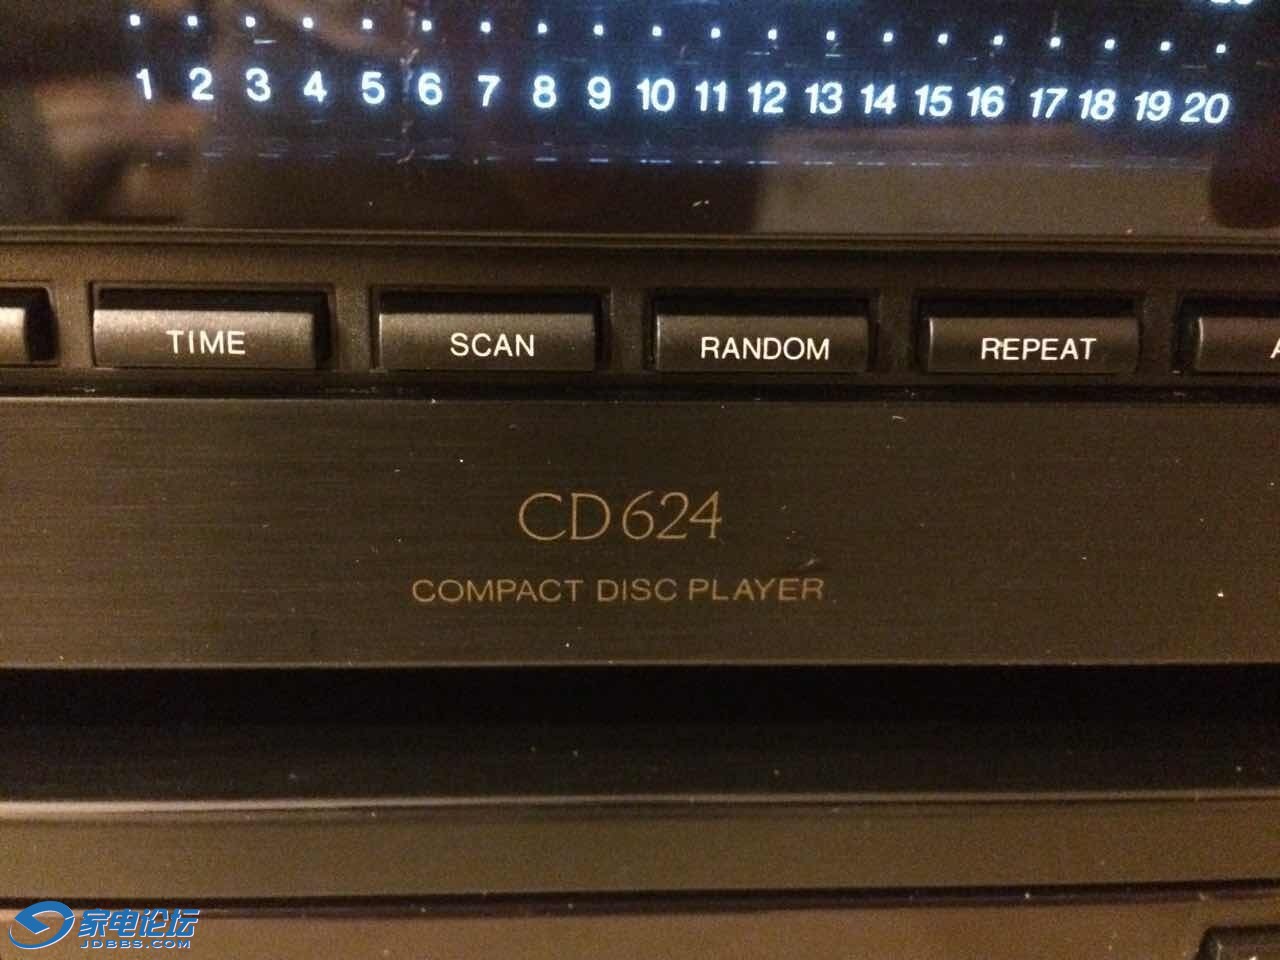 1 2 3 4 5 6 7 8 9 10 11 12 13 14 15 16 17 18 19 20
TIME SCAN RANDOM REPEAT A
CD624
COMPACT DISC PLAYER
家电论坛
JDBBS.COM